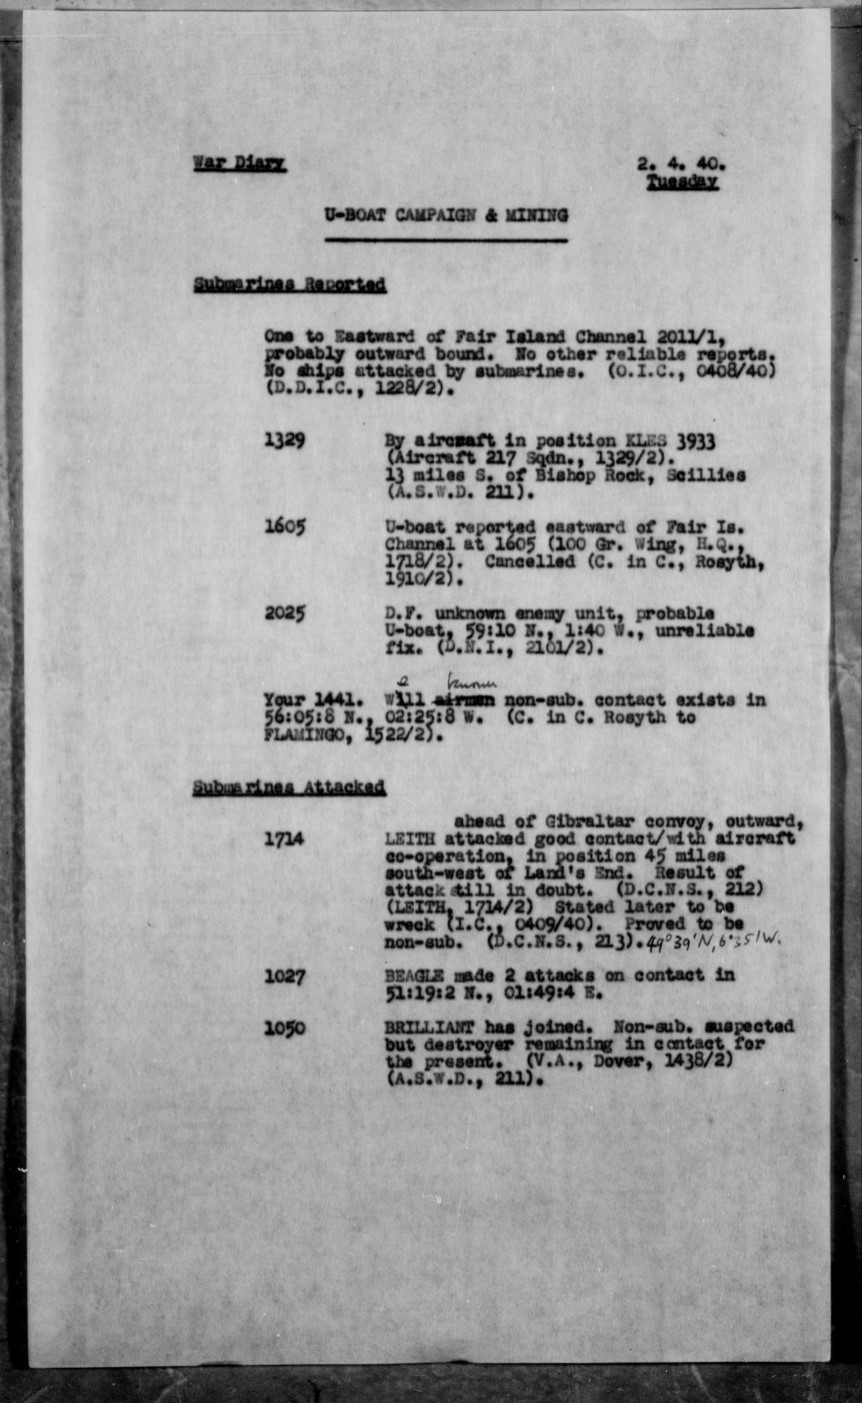 War Diary
2. 4. 40.
Tuesday
U-BOAT CAMPAIGN & MINING
Submarines Reported
One to Eastward of Fair Island Channel 2011/1,
probably outward bound. No other reliable reports.
No ships attacked by submarines. (O.I.C., 0408/40)
(D.D.I.C., 1228/2).
1329 By aircraft in position KLES 3933
(Aircraft 217 Sqdn., 1329/2).
13 miles S. of Bishop Rock, Scillies
(A.S.W.D. 211).
1605 U-boat reported eastward of Fair Is.
Channel at 1605 (100 Gr. Wing, H.Q.,
1718/2). Cancelled (C. in C., Rosyth,
1910/2).
2025 D.F. unknown enemy unit, probable
U-boat, 59:10 N., 1:40 W., unreliable
fix. (D.N.I., 2101/2).
e known
Your 1441. Will airmen non-sub. contact exists in
56:05:8 N., 02:25:8 W. (C. in C. Rosyth to
FLAMINGO, 1522/2).
Submarines Attacked
ahead of Gibraltar convoy, outward,
1714 LEITH attacked good contact/with aircraft
co-operation, in position 45 miles
south-west of Land's End. Result of
attack still in doubt. (D.C.N.S., 212)
(LEITH, 1714/2) Stated later to be
wreck (I.C., 0409/40). Proved to be
non-sub. (D.C.N.S., 213). 49°39'N, 6°35'W.
1027 BEAGLE made 2 attacks on contact in
51:19:2 N., 01:49:4 E.
1050 BRILLIANT has joined. Non-sub. suspected
but destroyer remaining in contact for
the present. (V.A., Dover, 1438/2)
(A.S.W.D., 211).